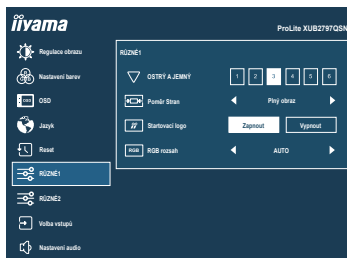 iiyama
ProLite XUB2797QSN
Regulace obrazu
Nastavení barev
OSD
OSD
Jazyk
Reset
RŮZNÉ1
RŮZNÉ2
Volba vstupů
Nastavení audio
RŮZNÉ1
OSTRÝ A JEMNÝ
1 2 3 4 5 6
Poměr Stran
Plný obraz
Startovací logo
Zapnout
Vypnout
RGB
RGB rozsah
AUTO